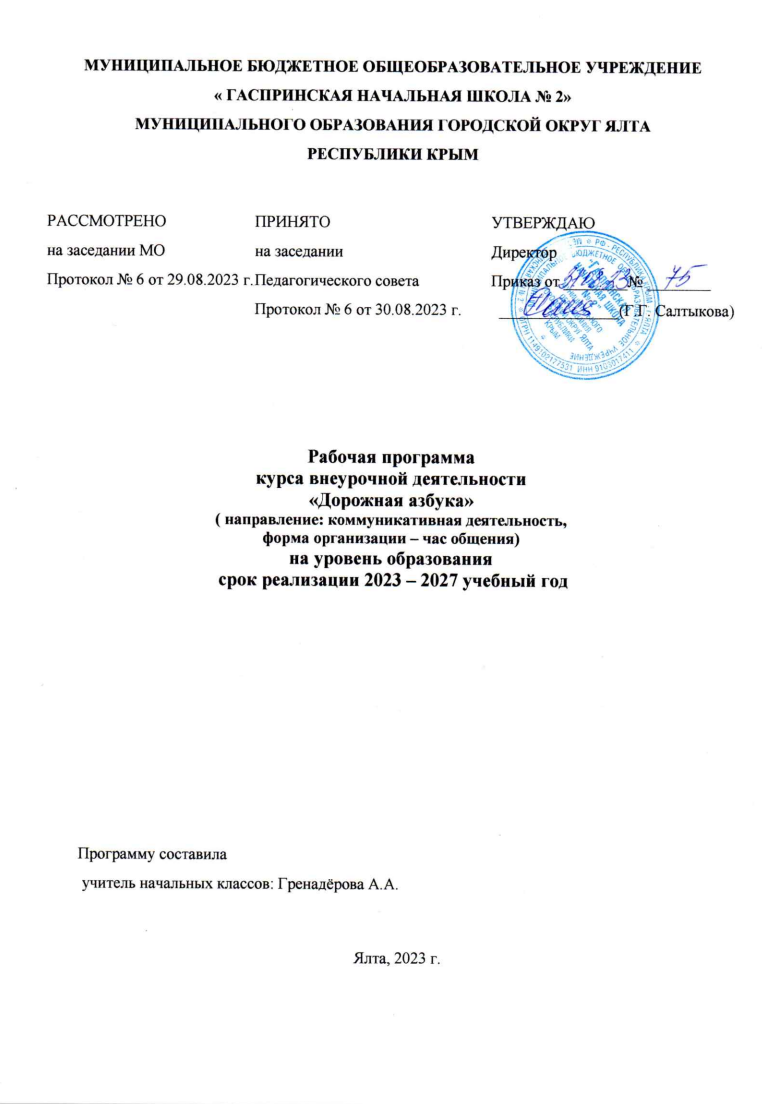 МУНИЦИПАЛЬНОЕ БЮДЖЕТНОЕ ОБЩЕОБРАЗОВАТЕЛЬНОЕ УЧРЕЖДЕНИЕ
« ГАСПРИНСКАЯ НАЧАЛЬНАЯ ШКОЛА № 2»
МУНИЦИПАЛЬНОГО ОБРАЗОВАНИЯ ГОРОДСКОЙ ОКРУГ ЯЛТА
РЕСПУБЛИКИ КРЫМ
РАССМОТРЕНО
на заседании МО
Протокол № 6 от 29.08.2023 г.
ПРИНЯТО
на заседании
Педагогического совета
Протокол № 6 от 30.08.2023 г.
УТВЕРЖДАЮ
Директор
Приказ от № 75
(Г.Г. Салтыкова)
Рабочая программа
курса внеурочной деятельности
«Дорожная азбука»
( направление: коммуникативная деятельность,
форма организации – час общения)
на уровень образования
срок реализации 2023 – 2027 учебный год
Программу составила
учитель начальных классов: Гренадёрова А.А.
Ялта, 2023 г.